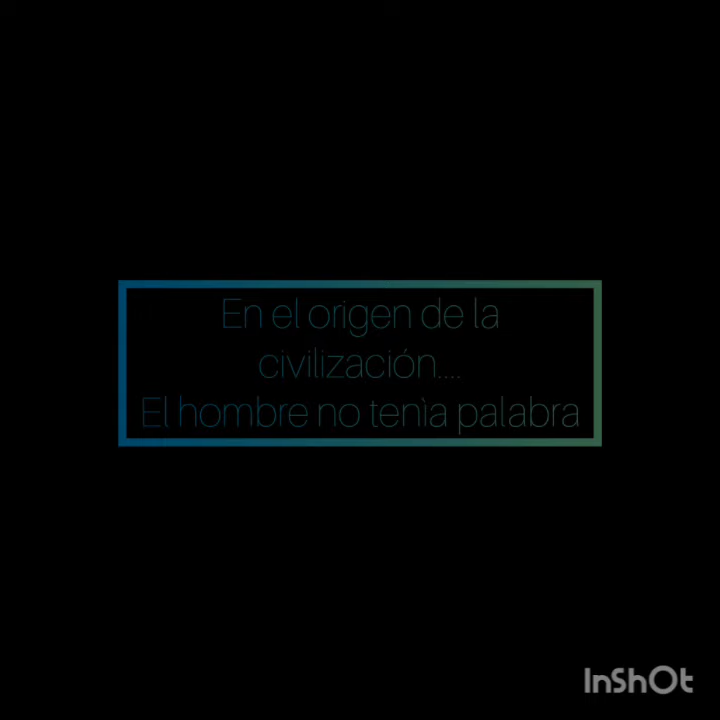 En el origen de la
civilización....
El hombre no tenìa palabra
InShOt